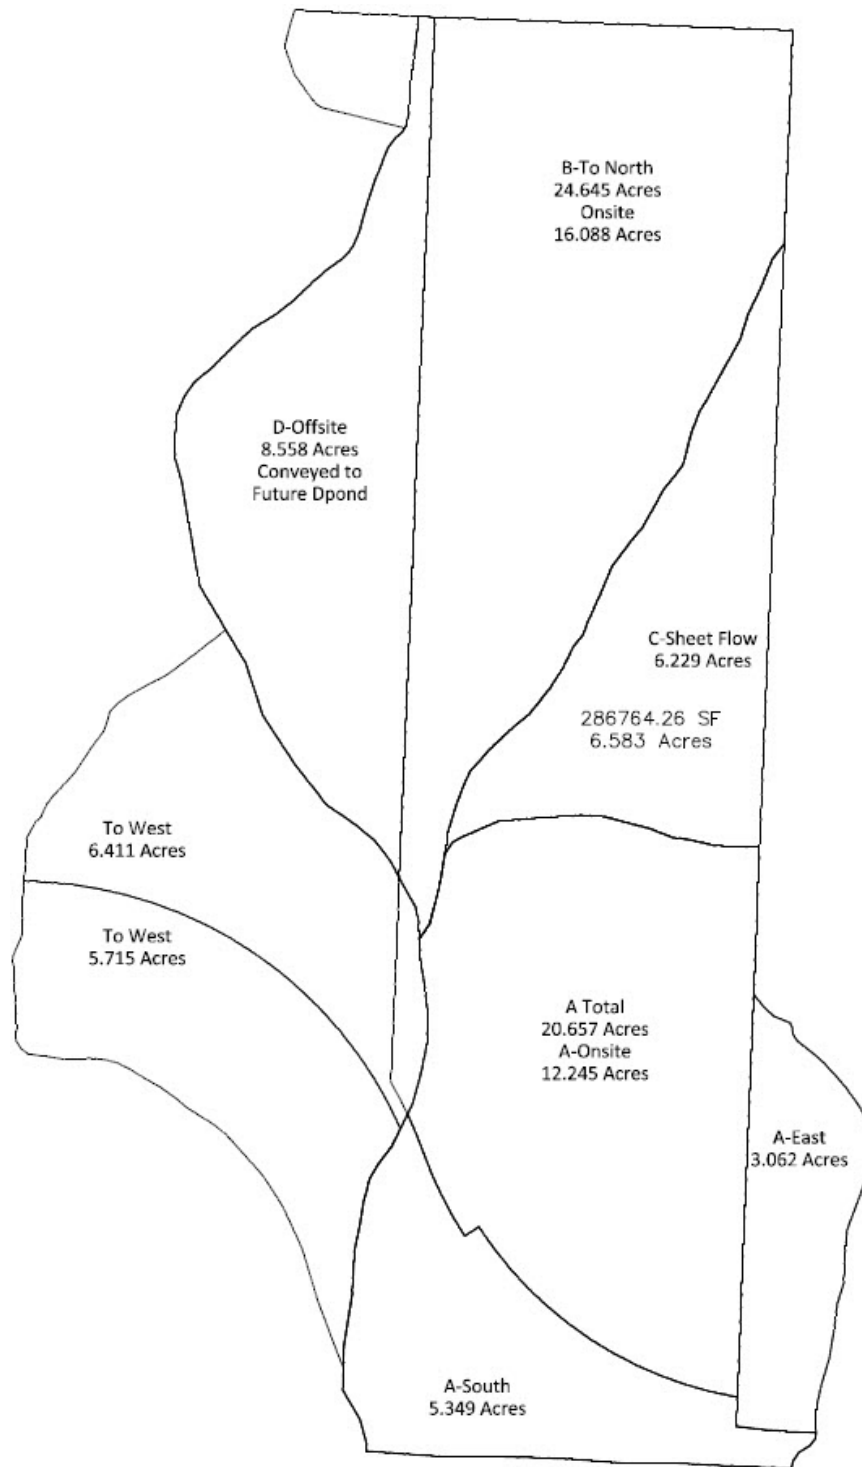 B-To North
24.645 Acres
Onsite
16.088 Acres
D-Offsite
8.558 Acres
Conveyed to
Future Dpond
C-Sheet Flow
6.229 Acres
286764.26 SF
6.583 Acres
To West
6.411 Acres
To West
5.715 Acres
A Total
20.657 Acres
A-Onsite
12.245 Acres
A-East
3.062 Acres
A-South
5.349 Acres